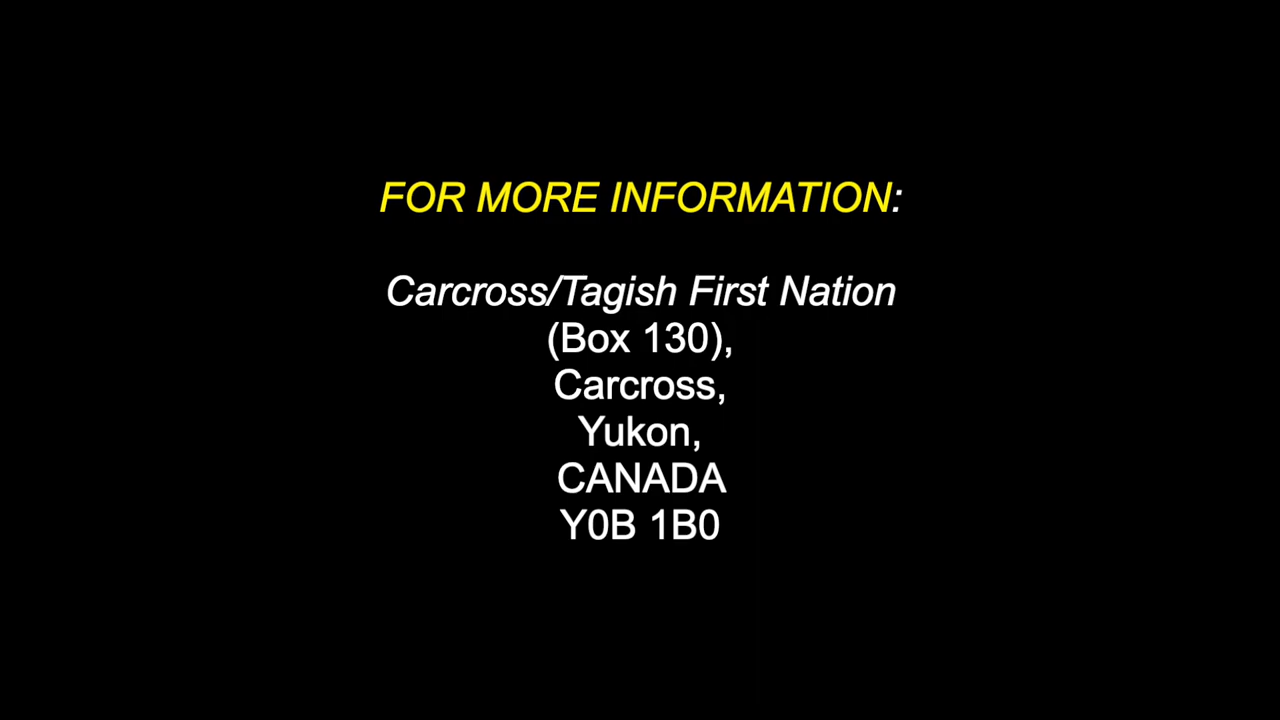 FOR MORE INFORMATION:
Carcross/Tagish First Nation
(Box 130),
Carcross,
Yukon,
CANADA
Y0B 1B0